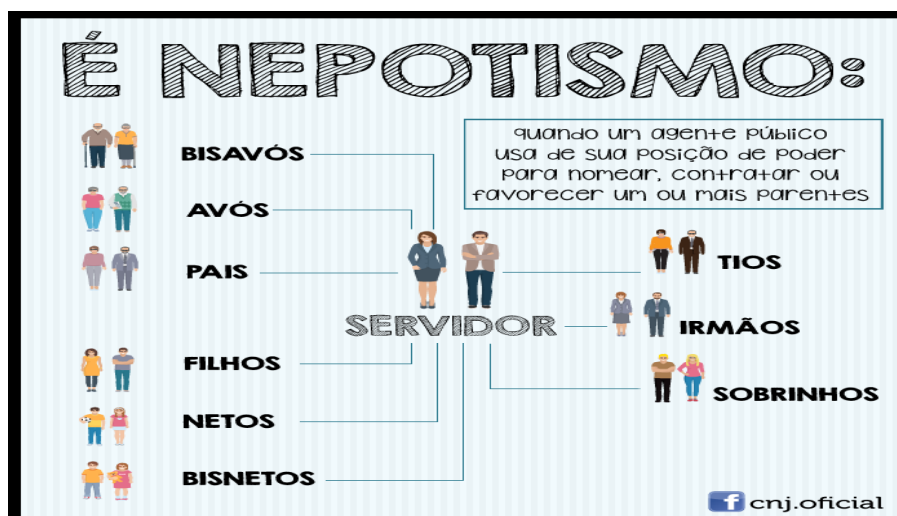 É NEPOTISMO:
quando um agente público
usa de sua posição de poder
para nomear, contratar ou
favorecer um ou mais parentes
BISAVÓS
AVÓS
PAIS
SERVIDOR
FILHOS
NETOS
BISNETOS
TIOS
IRMÃOS
SOBRINHOS
f cnj.oficial